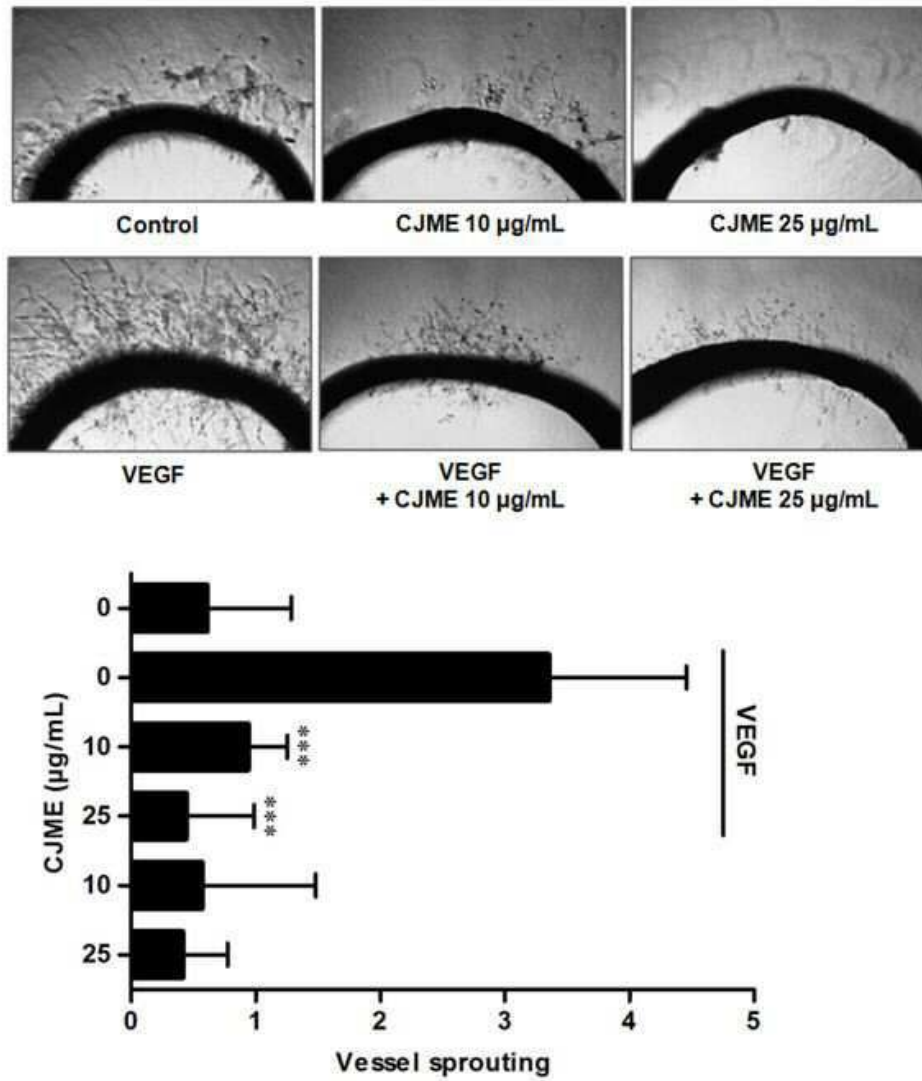 Control
CJME 10 µg/mL
CJME 25 µg/mL
VEGF
VEGF
+ CJME 10 µg/mL
VEGF
+ CJME 25 µg/mL
CJME (µg/mL)
0
0
10
***
25
***
10
25
VEGF
0 1 2 3 4 5
Vessel sprouting